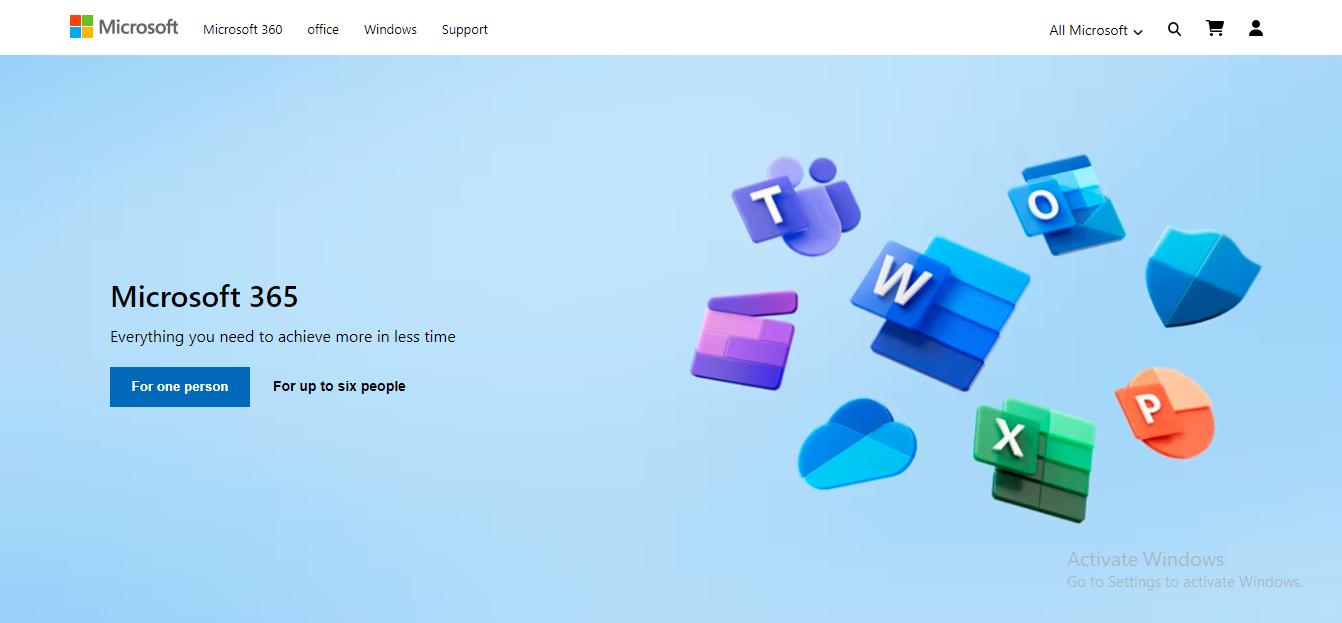 Microsoft Microsoft 360 office Windows Support All Microsoft
T
O
W
Microsoft 365
Everything you need to achieve more in less time
For one person For up to six people
P
X
Activate Windows
Go to Settings to activate Windows.